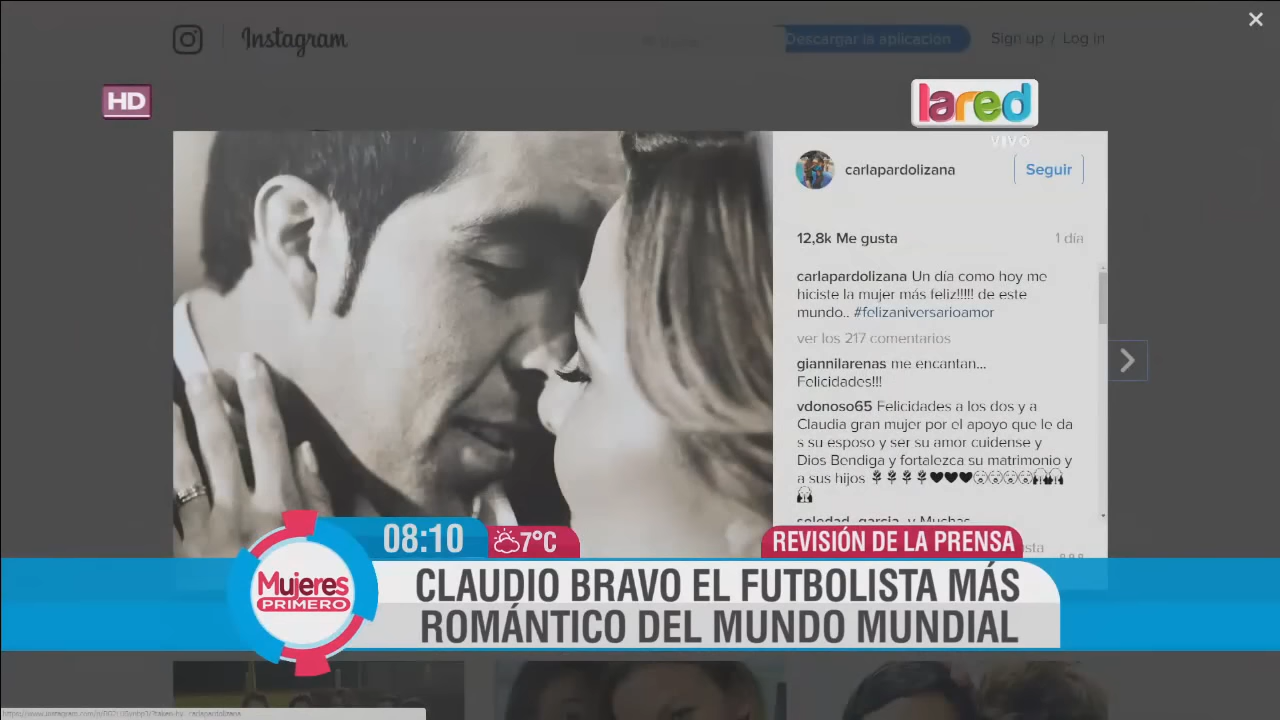 Instagram
Descargar la aplicación
Sign up / Log in
HD
lared
VIVO
carlapardolizana
Seguir
12,8k Me gusta
1 día
carlapardolizana Un día como hoy me
hiciste la mujer más feliz!!!!! de este
mundo.. #felizaniversarioamor
ver los 217 comentarios
giannilarenas me encantan...
Felicidades!!!
vdonoso65 Felicidades a los dos y a
Claudia gran mujer por el apoyo que le da
s su esposo y ser su amor cuidense y
Dios Bendiga y fortalezca su matrimonio y
a sus hijos
soledad_garcia_v Muchas
08:10
7°C
REVISIÓN DE LA PRENSA
Mujeres
PRIMERO
CLAUDIO BRAVO EL FUTBOLISTA MÁS
ROMÁNTICO DEL MUNDO MUNDIAL